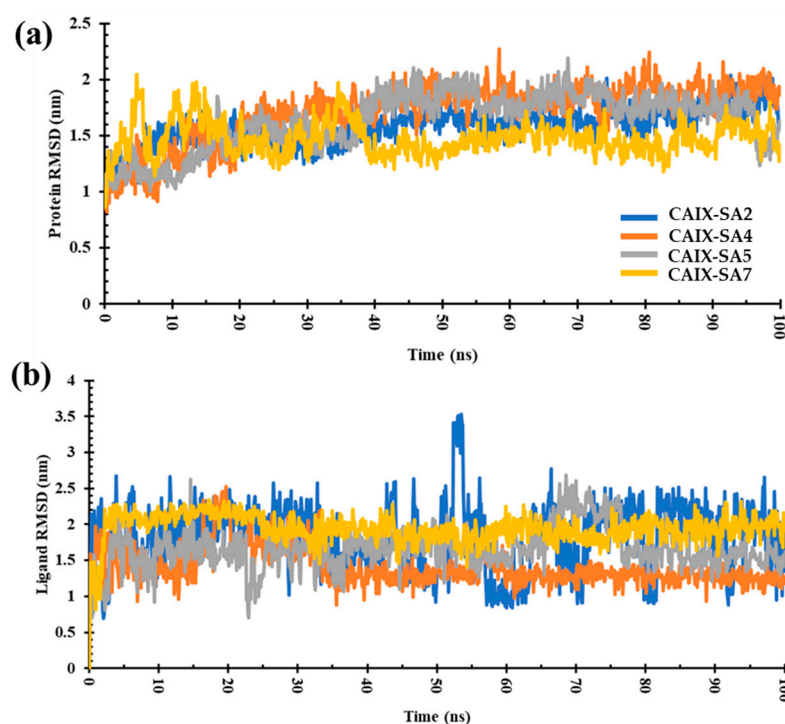 (a)
Protein RMSD (nm)
2.5
2
1.5
1
0.5
0
CAIX-SA2
CAIX-SA4
CAIX-SA5
CAIX-SA7
0 10 20 30 40 50 60 70 80 90 100
Time (ns)
(b)
Ligand RMSD (nm)
4
3.5
3
2.5
2
1.5
1
0.5
0
0 10 20 30 40 50 60 70 80 90 100
Time (ns)